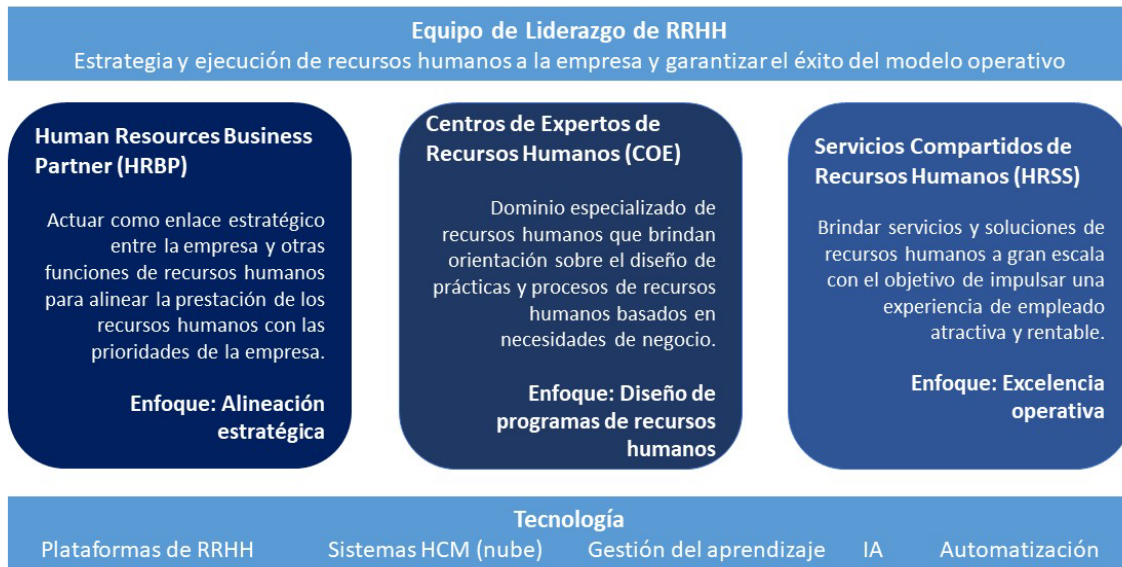 Equipo de Liderazgo de RRHH
Estrategia y ejecución de recursos humanos a la empresa y garantizar el éxito del modelo operativo
Human Resources Business
Partner (HRBP)
Actuar como enlace estratégico
entre la empresa y otras
funciones de recursos humanos
para alinear la prestación de los
recursos humanos con las
prioridades de la empresa.
Enfoque: Alineación
estratégica
Centros de Expertos de
Recursos Humanos (COE)
Dominio especializado de
recursos humanos que brindan
orientación sobre el diseño de
prácticas y procesos de recursos
humanos basados en
necesidades de negocio.
Enfoque: Diseño de
programas de recursos
humanos
Servicios Compartidos de
Recursos Humanos (HRSS)
Brindar servicios y soluciones de
recursos humanos a gran escala
con el objetivo de impulsar una
experiencia de empleado
atractiva y rentable.
Enfoque: Excelencia
operativa
Tecnología
Plataformas de RRHH Sistemas HCM (nube) Gestión del aprendizaje IA Automatización